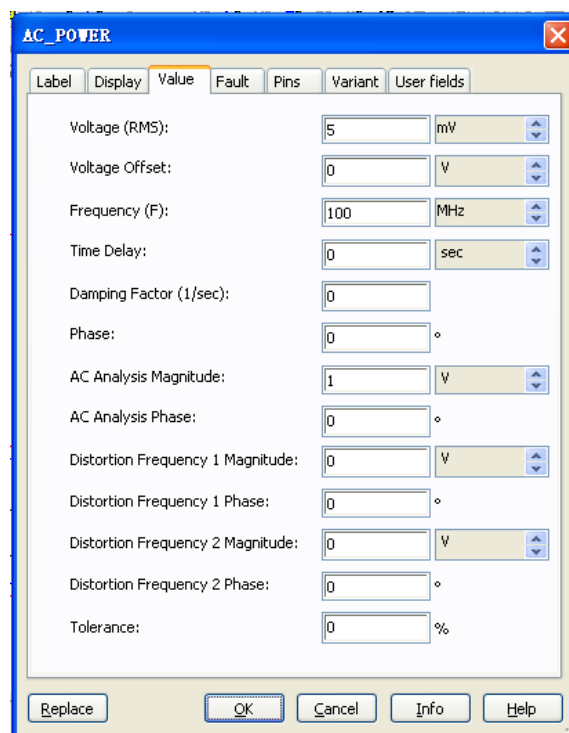 AC_POWER
Label Display Value Fault Pins Variant User fields
Voltage (RMS): 5 mV
Voltage Offset: 0 V
Frequency (F): 100 MHz
Time Delay: 0 sec
Damping Factor (1/sec): 0
Phase: 0 °
AC Analysis Magnitude: 1 V
AC Analysis Phase: 0 °
Distortion Frequency 1 Magnitude: 0 V
Distortion Frequency 1 Phase: 0 °
Distortion Frequency 2 Magnitude: 0 V
Distortion Frequency 2 Phase: 0 °
Tolerance: 0 %
Replace OK Cancel Info Help